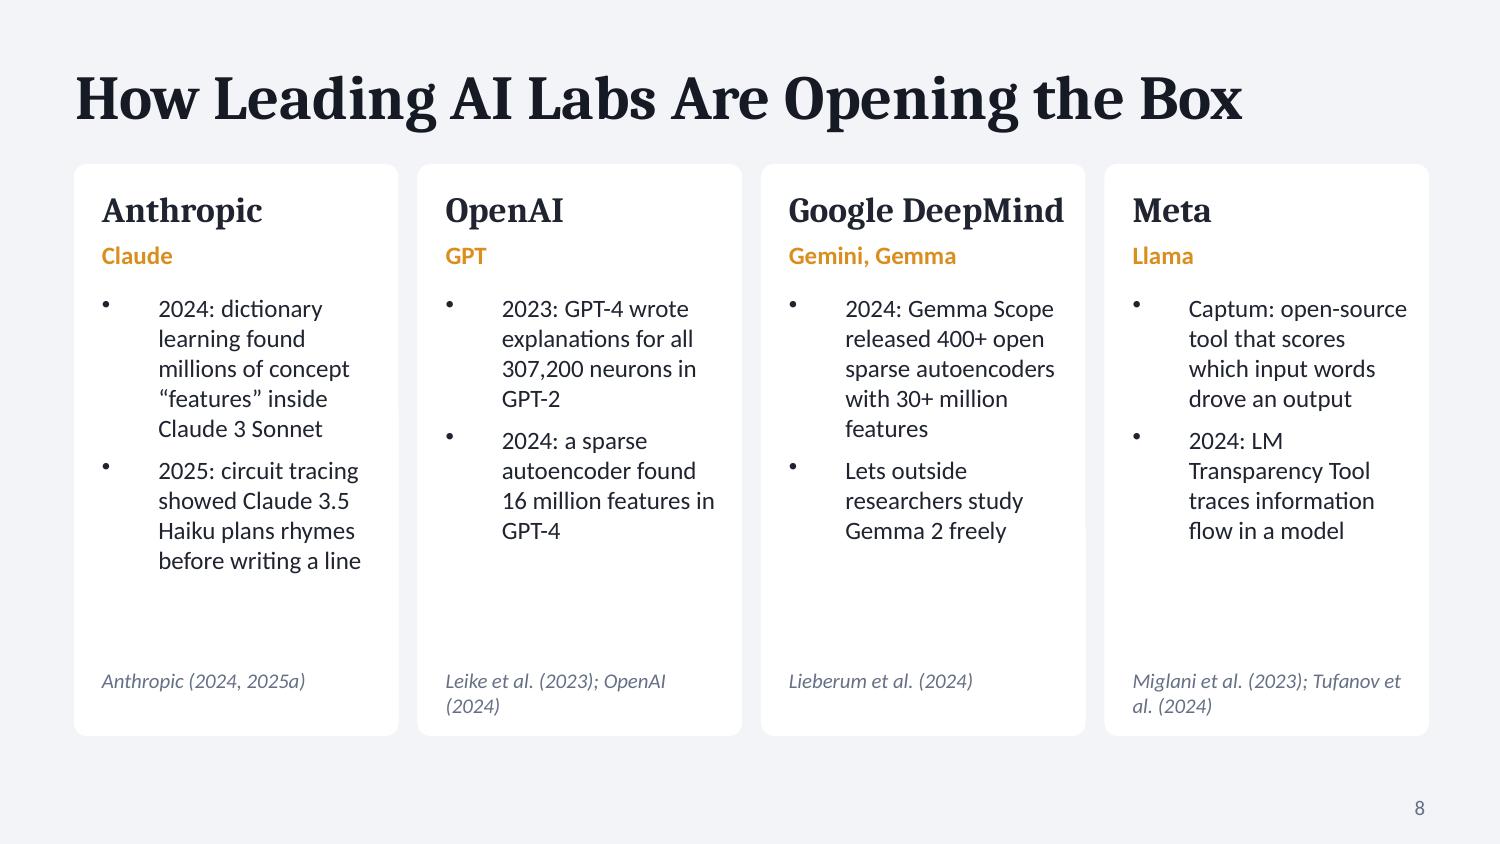 How Leading AI Labs Are Opening the Box
Anthropic
Claude
• 2024: dictionary
learning found
millions of concept
“features” inside
Claude 3 Sonnet
• 2025: circuit tracing
showed Claude 3.5
Haiku plans rhymes
before writing a line
Anthropic (2024, 2025a)
OpenAI
GPT
• 2023: GPT-4 wrote
explanations for all
307,200 neurons in
GPT-2
• 2024: a sparse
autoencoder found
16 million features in
GPT-4
Leike et al. (2023); OpenAI
(2024)
Google DeepMind
Gemini, Gemma
• 2024: Gemma Scope
released 400+ open
sparse autoencoders
with 30+ million
features
• Lets outside
researchers study
Gemma 2 freely
Lieberum et al. (2024)
Meta
Llama
• Captum: open-source
tool that scores
which input words
drove an output
• 2024: LM
Transparency Tool
traces information
flow in a model
Miglani et al. (2023); Tufanov et
al. (2024)
8